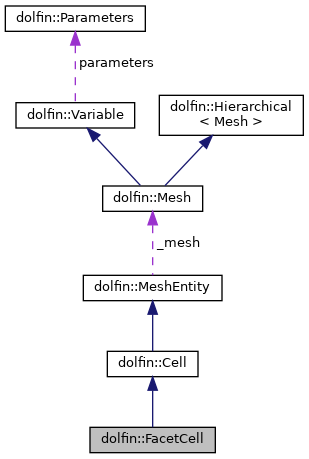 dolfin::Parameters
parameters
dolfin::Variable
dolfin::Hierarchical
< Mesh >
dolfin::Mesh
_mesh
dolfin::MeshEntity
dolfin::Cell
dolfin::FacetCell